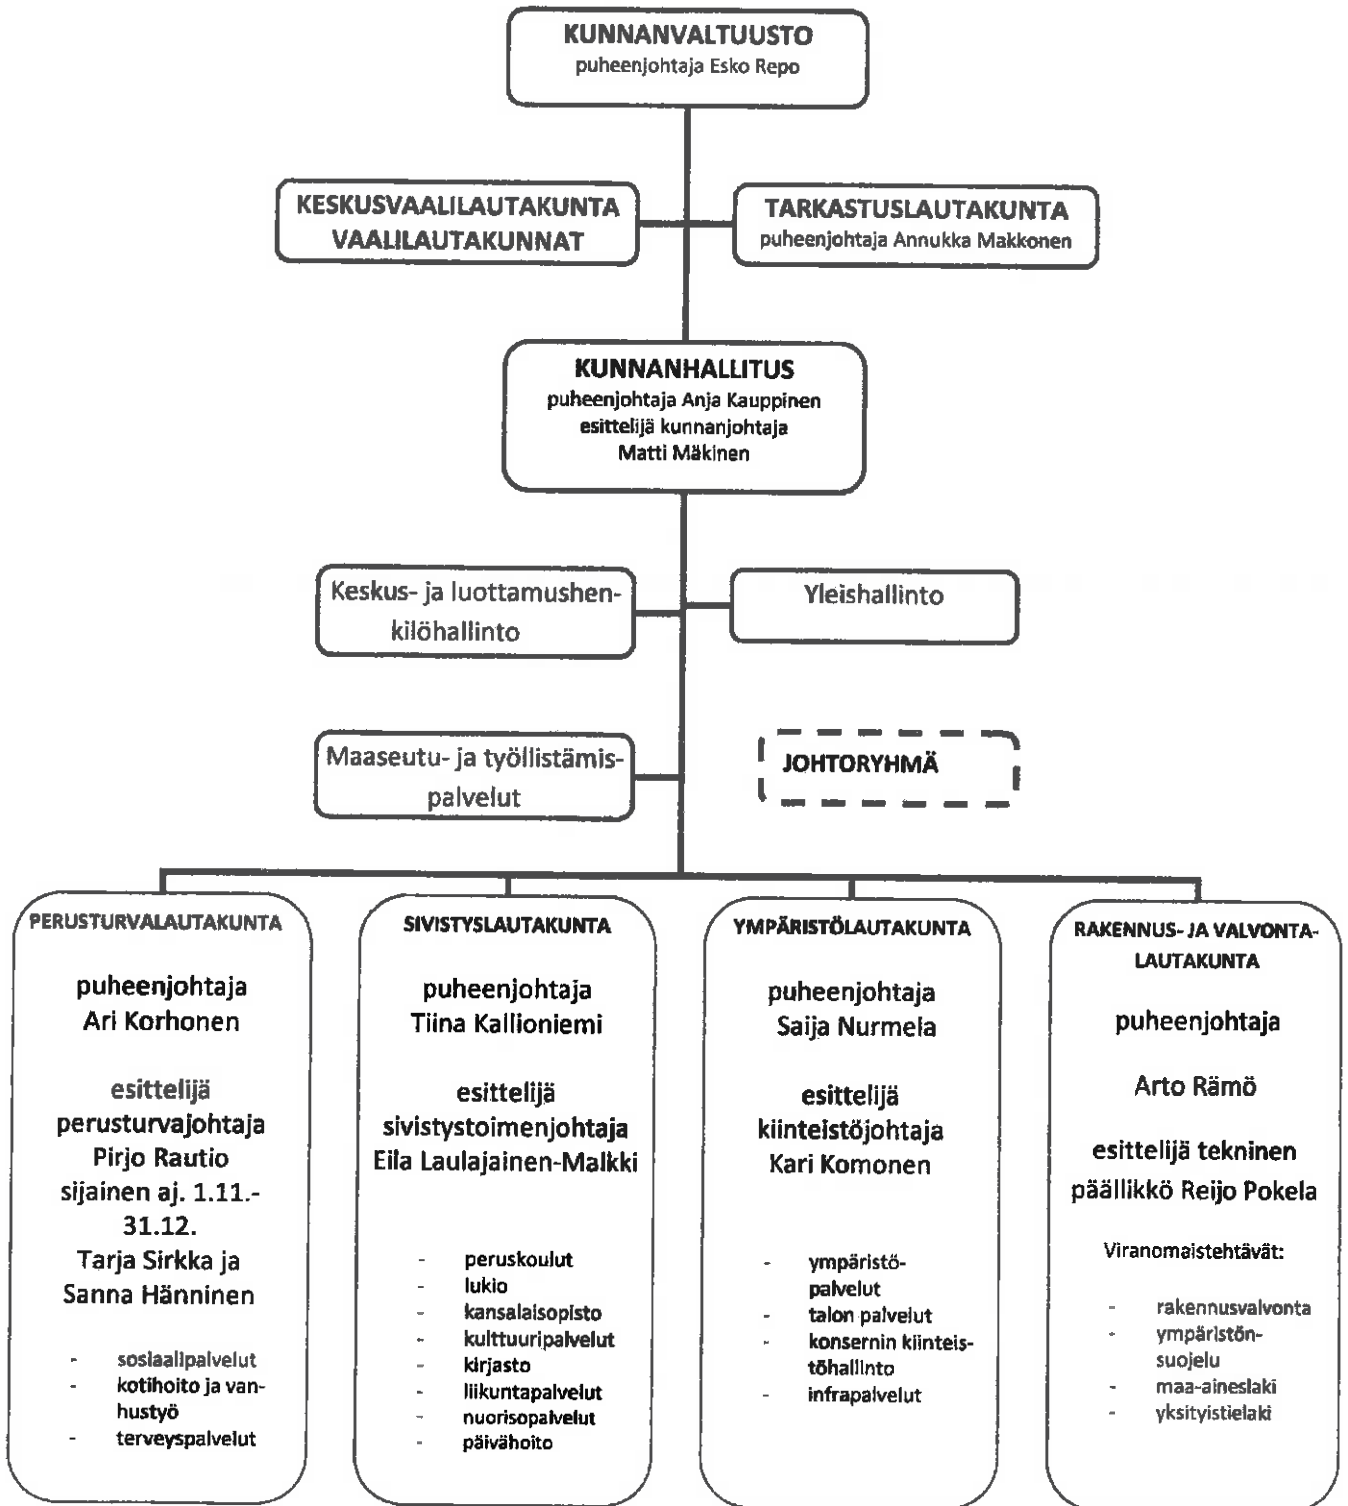 KUNNANVALTUUSTO
puheenjohtaja Esko Repo
KESKUSVAALILAUTAKUNTA
VAALILAUTAKUNNAT
TARKASTUSLAUTAKUNTA
puheenjohtaja Annukka Makkonen
KUNNANHALLITUS
puheenjohtaja Anja Kauppinen
esittelijä kunnanjohtaja
Matti Mäkinen
Keskus- ja luottamushen-
kilöhallinto
Yleishallinto
Maaseutu- ja työllistämis-
palvelut
JOHTORYHMÄ
PERUSTURVALAUTAKUNTA
puheenjohtaja
Ari Korhonen
esittelijä
perusturvajohtaja
Pirjo Rautio
sijainen aj. 1.11.-
31.12.
Tarja Sirkka ja
Sanna Hänninen
- sosiaalipalvelut
- kotihoito ja van-
hustyö
- terveyspalvelut
SIVISTYSLAUTAKUNTA
puheenjohtaja
Tiina Kallioniemi
esittelijä
sivistystoimenjohtaja
Eila Laulajainen-Malkki
- peruskoulut
- lukio
- kansalaisopisto
- kulttuuripalvelut
- kirjasto
- liikuntapalvelut
- nuorisopalvelut
- päivähoito
YMPÄRISTÖLAUTAKUNTA
puheenjohtaja
Saija Nurmela
esittelijä
kiinteistöjohtaja
Kari Komonen
- ympäristö-
palvelut
- talon palvelut
- konsernin kiinteis-
töhallinto
- infrapalvelut
RAKENNUS- JA VALVONTA-
LAUTAKUNTA
puheenjohtaja
Arto Rämö
esittelijä tekninen
päällikkö Reijo Pokela
Viranomaistehtävät:
- rakennusvalvonta
- ympäristön-
suojelu
- maa-aineslaki
- yksityistielaki